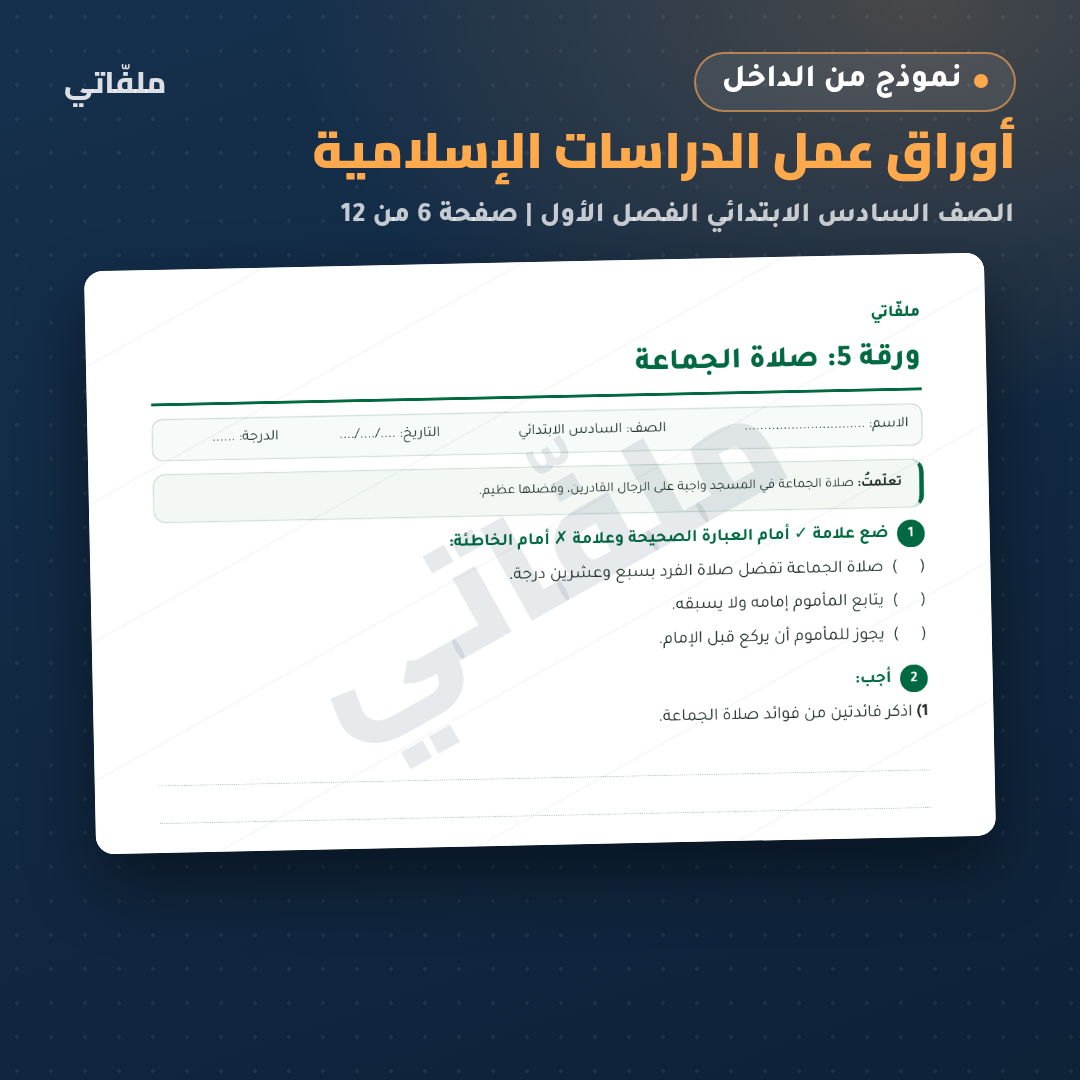 نموذج من الداخل
ملفّاتي
أوراق عمل الدراسات الإسلامية
الصف السادس الابتدائي الفصل الأول | صفحة 6 من 12
ملفّاتي
ورقة 5: صلاة الجماعة
الاسم: .............................. الصف: السادس الابتدائي التاريخ: ..../..../.... الدرجة: ......
تعلّمتُ: صلاة الجماعة في المسجد واجبة على الرجال القادرين، وفضلها عظيم.
1 ضع علامة ✓ أمام العبارة الصحيحة وعلامة ✗ أمام الخاطئة:
( ) صلاة الجماعة تفضل صلاة الفرد بسبع وعشرين درجة.
( ) يتابع المأموم إمامه ولا يسبقه.
( ) يجوز للمأموم أن يركع قبل الإمام.
2 أجب:
1) اذكر فائدتين من فوائد صلاة الجماعة.
ملفّاتي